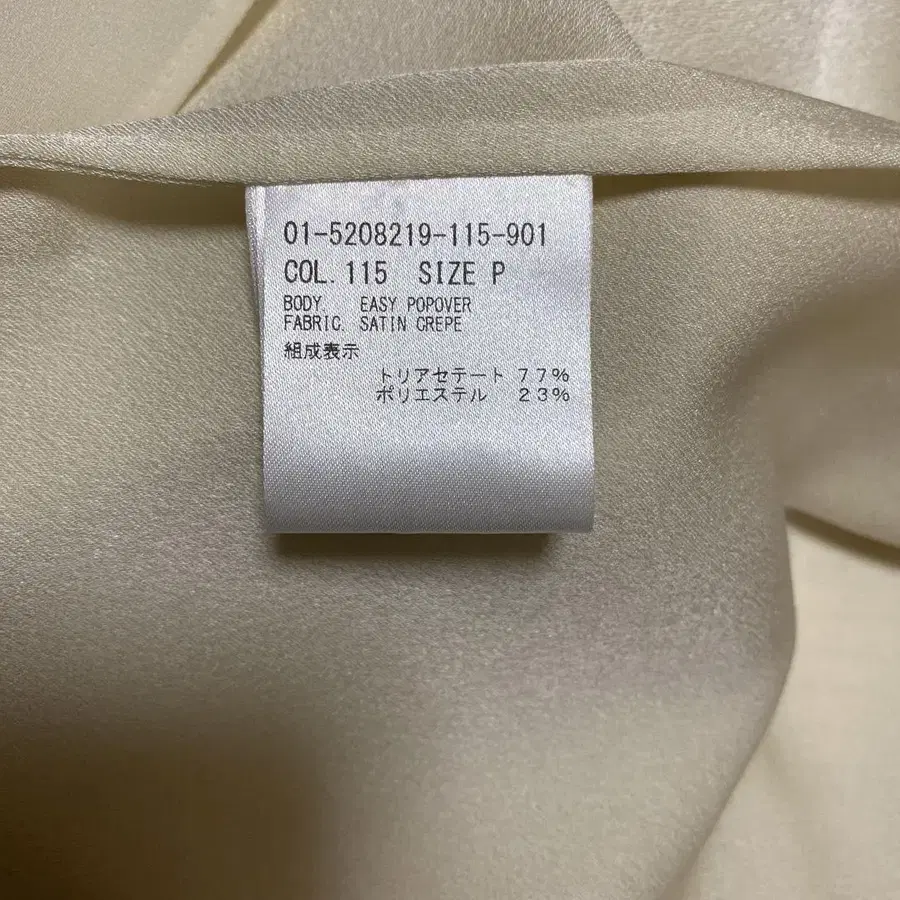 01-5208219-115-901
COL.115 SIZE P
BODY. EASY POPOVER
FABRIC. SATIN CREPE
組成表示
トリアセテート 77%
ポリエステル 23%